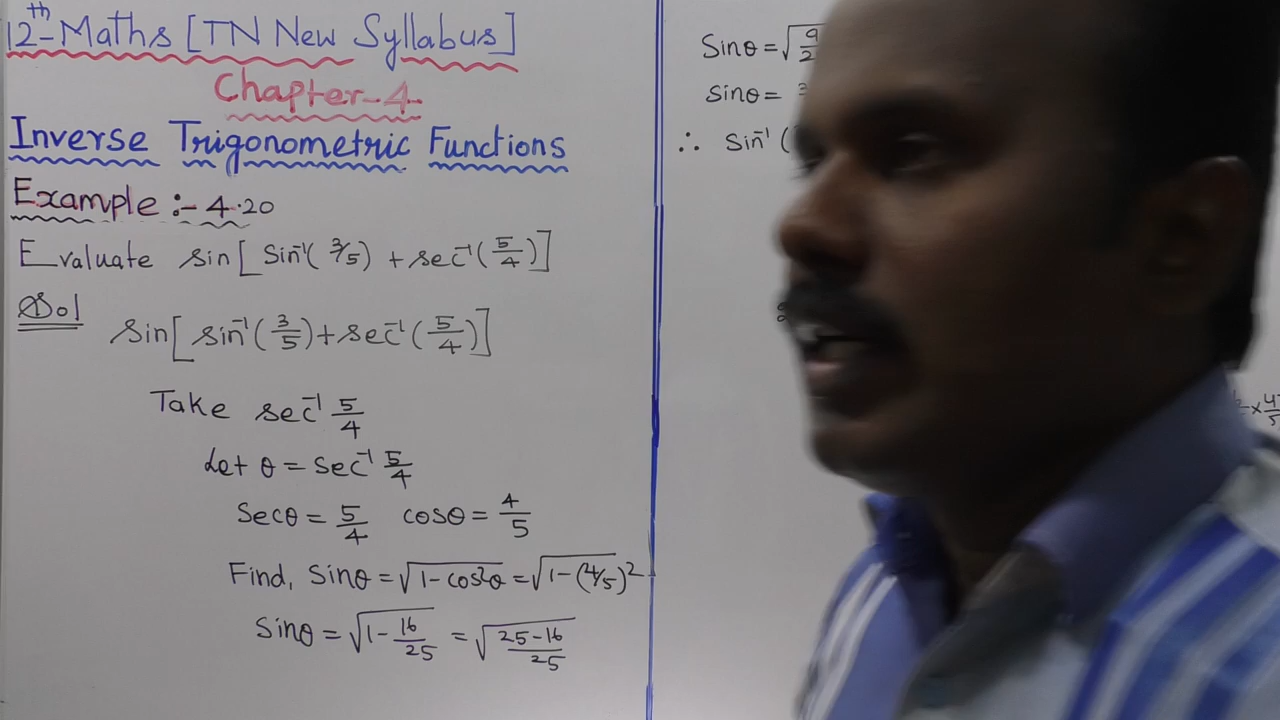 12th-Maths [TN New Syllabus]
Chapter-4
Inverse Trigonometric Functions
Example :- 4.20
Evaluate sin[sin⁻¹(3/5) + sec⁻¹(5/4)]
Sol
sin[sin⁻¹(3/5) + sec⁻¹(5/4)]
Take sec⁻¹ 5/4
Let θ = sec⁻¹ 5/4
Secθ = 5/4 cosθ = 4/5
Find, Sinθ = √(1-cos²θ) = √(1-(4/5)²)
Sinθ = √(1-16/25) = √((25-16)/25)
Sinθ = √9/2
sinθ = 3
∴ Sin⁻¹ (